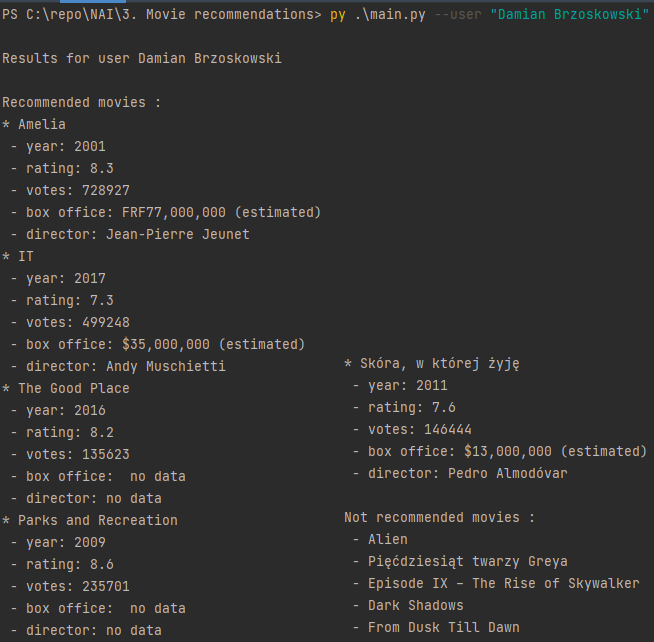 PS C:\repo\NAI\3. Movie recommendations> py .\main.py --user "Damian Brzoskowski"
Results for user Damian Brzoskowski
Recommended movies :
* Amelia
- year: 2001
- rating: 8.3
- votes: 728927
- box office: FRF77,000,000 (estimated)
- director: Jean-Pierre Jeunet
* IT
- year: 2017
- rating: 7.3
- votes: 499248
- box office: $35,000,000 (estimated)
- director: Andy Muschietti
* The Good Place
- year: 2016
- rating: 8.2
- votes: 135623
- box office:  no data
- director: no data
* Parks and Recreation
- year: 2009
- rating: 8.6
- votes: 235701
- box office:  no data
- director: no data
* Skóra, w której żyję
- year: 2011
- rating: 7.6
- votes: 146444
- box office: $13,000,000 (estimated)
- director: Pedro Almodóvar
Not recommended movies :
- Alien
- Pięćdziesiąt twarzy Greya
- Episode IX – The Rise of Skywalker
- Dark Shadows
- From Dusk Till Dawn